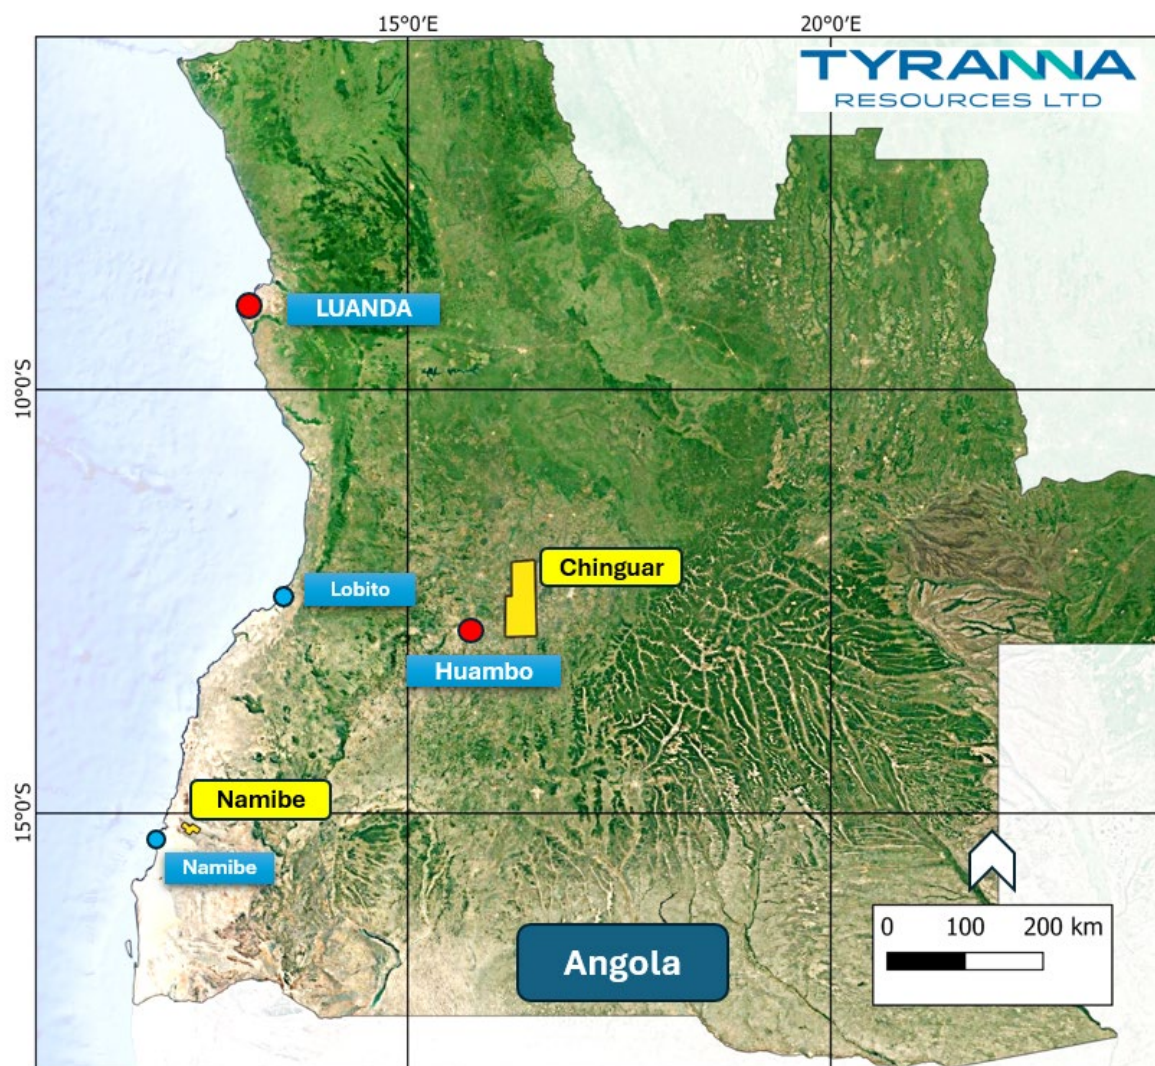 15°0′E
20°0′E
TYRANNA
RESOURCES LTD
LUANDA
10°0′S
Chinguar
Lobito
Huambo
Namibe
15°0′S
Namibe
0 100 200 km
Angola